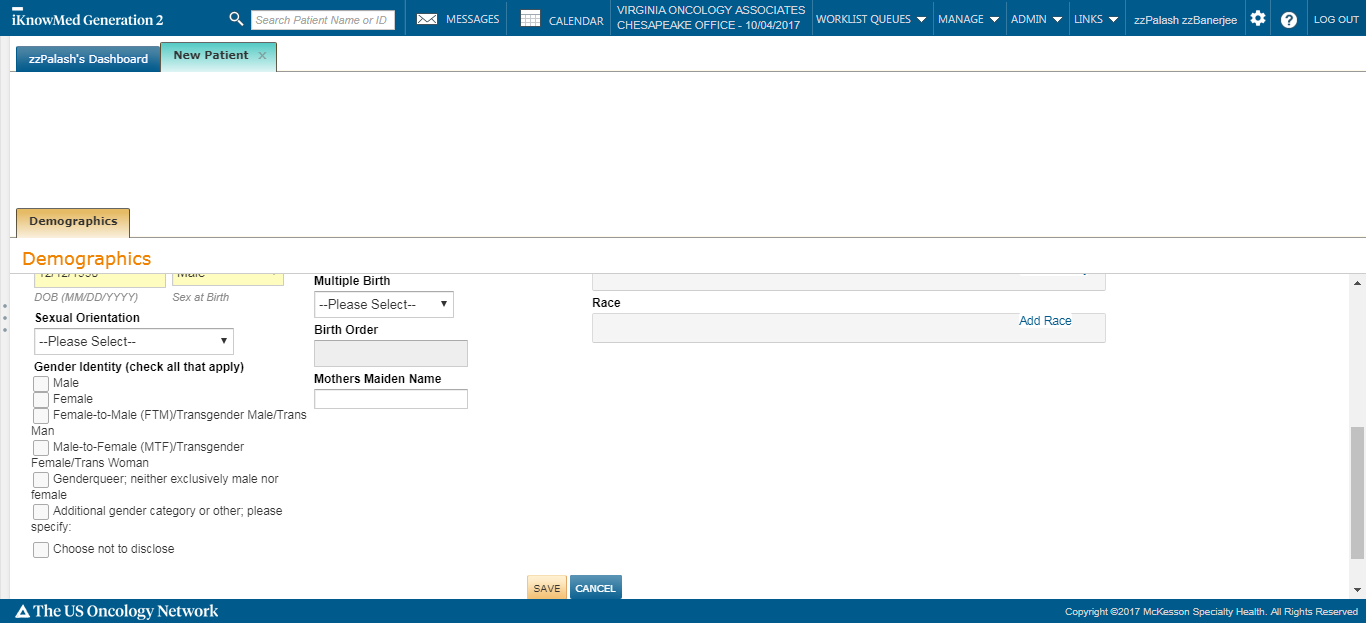 iKnowMed Generation 2
Search Patient Name or ID
MESSAGES
CALENDAR
VIRGINIA ONCOLOGY ASSOCIATES
CHESAPEAKE OFFICE - 10/04/2017
WORKLIST QUEUES
MANAGE
ADMIN
LINKS
zzPalash zzBanerjee
?
LOG OUT
zzPalash's Dashboard
New Patient ×
Demographics
Demographics
Male
DOB (MM/DD/YYYY)
Sex at Birth
Sexual Orientation
--Please Select--
Gender Identity (check all that apply)
Male
Female
Female-to-Male (FTM)/Transgender Male/Trans
Man
Male-to-Female (MTF)/Transgender
Female/Trans Woman
Genderqueer; neither exclusively male nor
female
Additional gender category or other; please
specify:
Choose not to disclose
Multiple Birth
--Please Select--
Birth Order
Mothers Maiden Name
Race
Add Race
SAVE
CANCEL
The US Oncology Network
Copyright ©2017 McKesson Specialty Health. All Rights Reserved